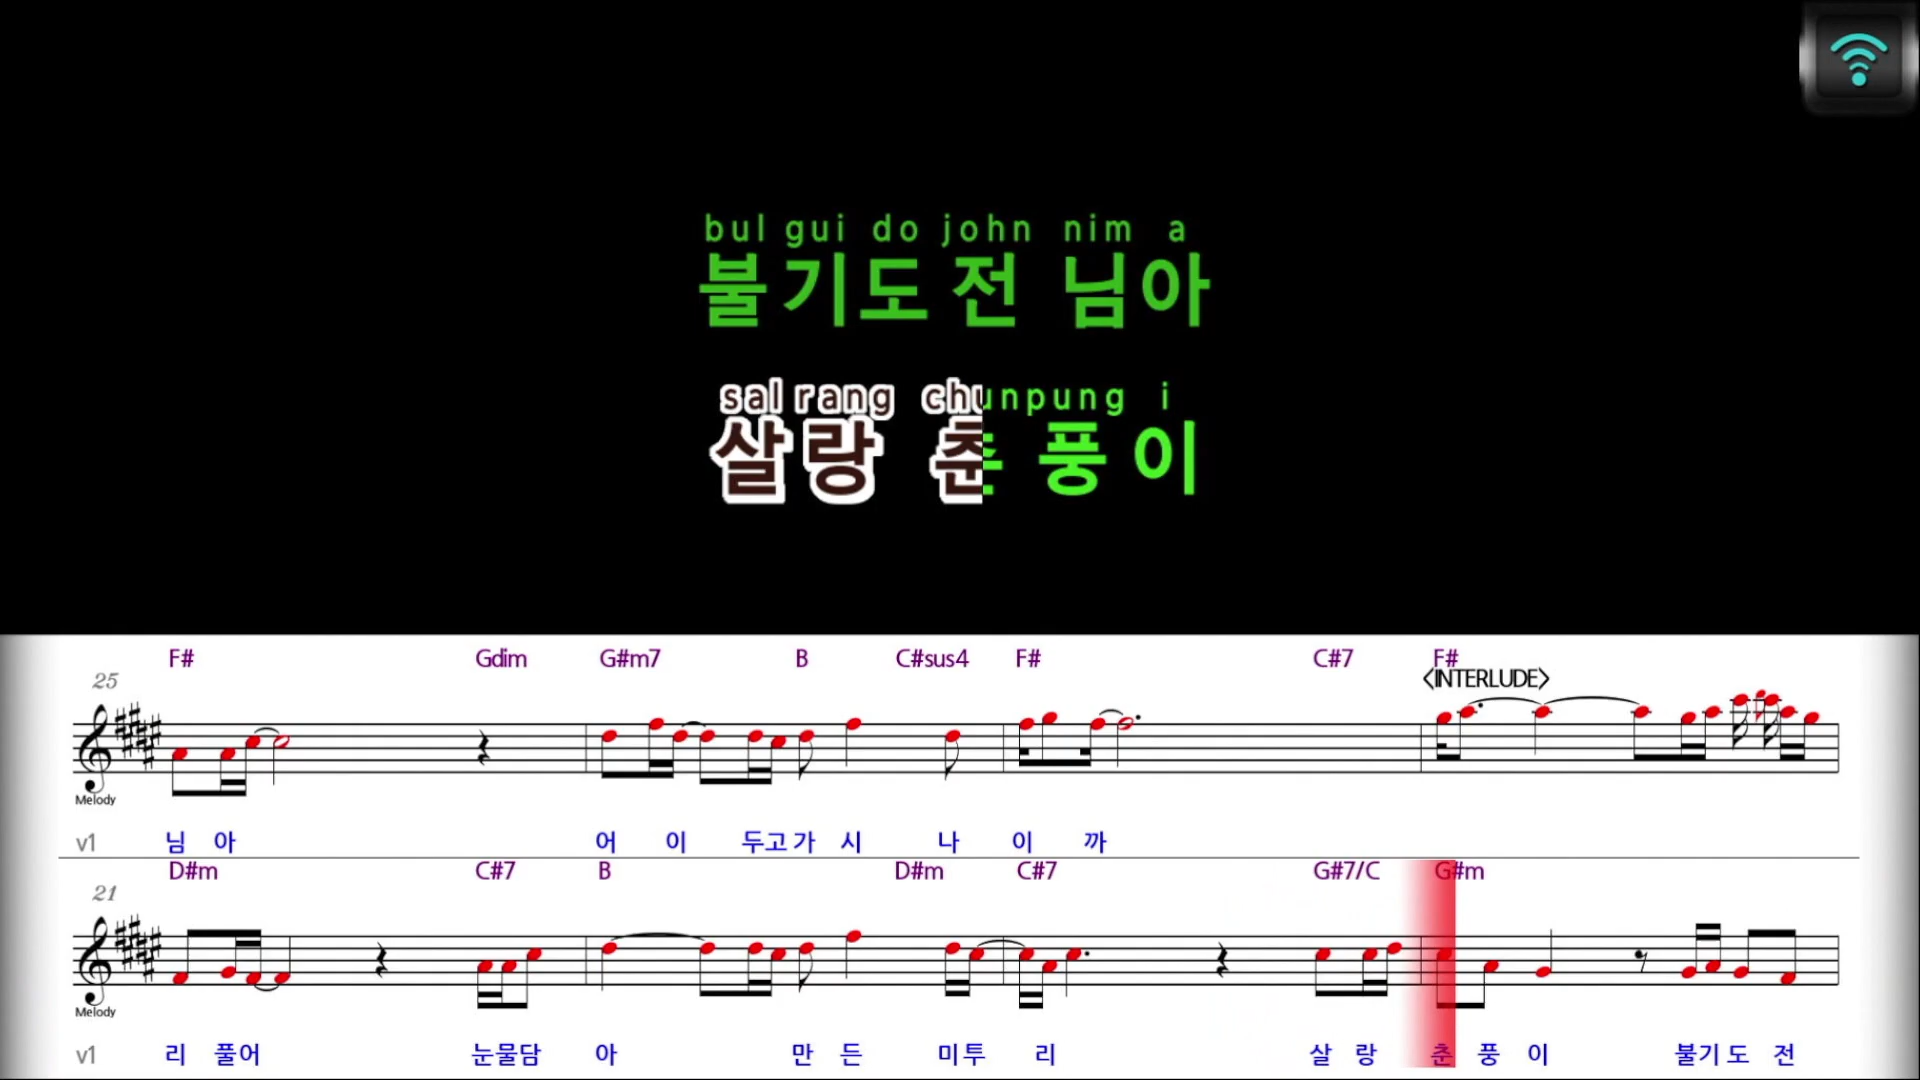 bul gui do john nim a
불기도전 님아
sal rang chunpung i
살랑 춘풍이
F# Gdim G#m7 B C#sus4 F# C#7 F#
<INTERLUDE>
25
Melody
v1 님 아 어 이 두고 가 시 나 이 까
D#m C#7 B D#m C#7 G#7/C G#m
21
Melody
v1 리 풀어 눈물담 아 만 든 미투 리 살 랑 춘 풍 이 불기 도 전